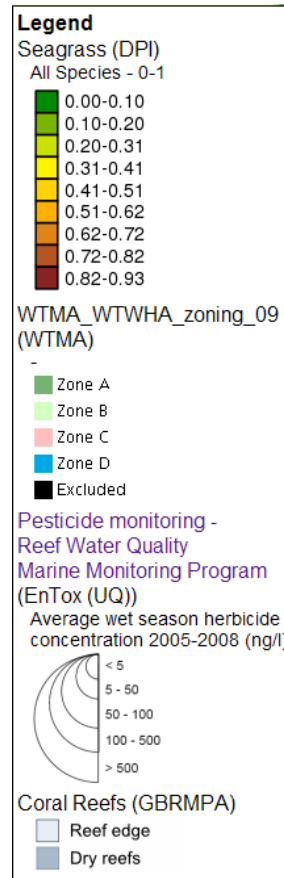 Legend
Seagrass (DPI)
All Species - 0-1
0.00-0.10
0.10-0.20
0.20-0.31
0.31-0.41
0.41-0.51
0.51-0.62
0.62-0.72
0.72-0.82
0.82-0.93
WTMA_WTWHA_zoning_09
(WTMA)
-
Zone A
Zone B
Zone C
Zone D
Excluded
Pesticide monitoring -
Reef Water Quality
Marine Monitoring Program
(EnTox (UQ))
Average wet season herbicide
concentration 2005-2008 (ng/l)
< 5
5 - 50
50 - 100
100 - 500
> 500
Coral Reefs (GBRMPA)
Reef edge
Dry reefs